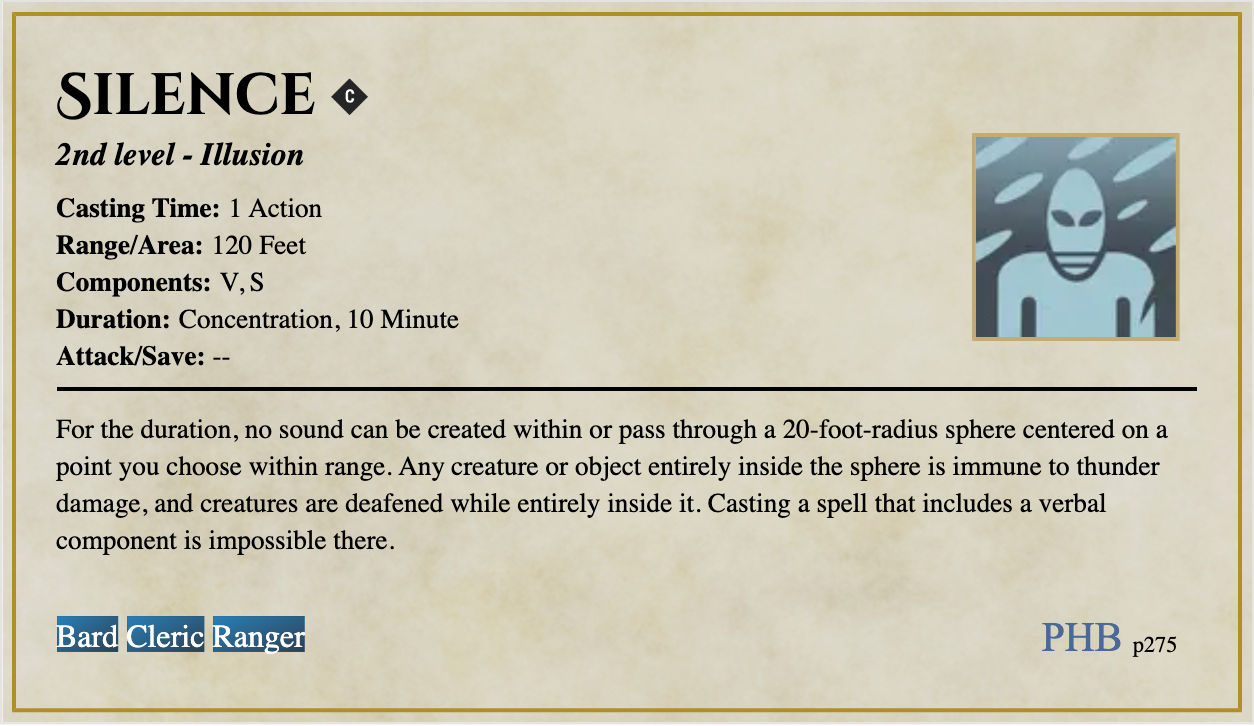 SILENCE C
2nd level - Illusion
Casting Time: 1 Action
Range/Area: 120 Feet
Components: V, S
Duration: Concentration, 10 Minute
Attack/Save: --
For the duration, no sound can be created within or pass through a 20-foot-radius sphere centered on a
point you choose within range. Any creature or object entirely inside the sphere is immune to thunder
damage, and creatures are deafened while entirely inside it. Casting a spell that includes a verbal
component is impossible there.
Bard Cleric Ranger
PHB p275